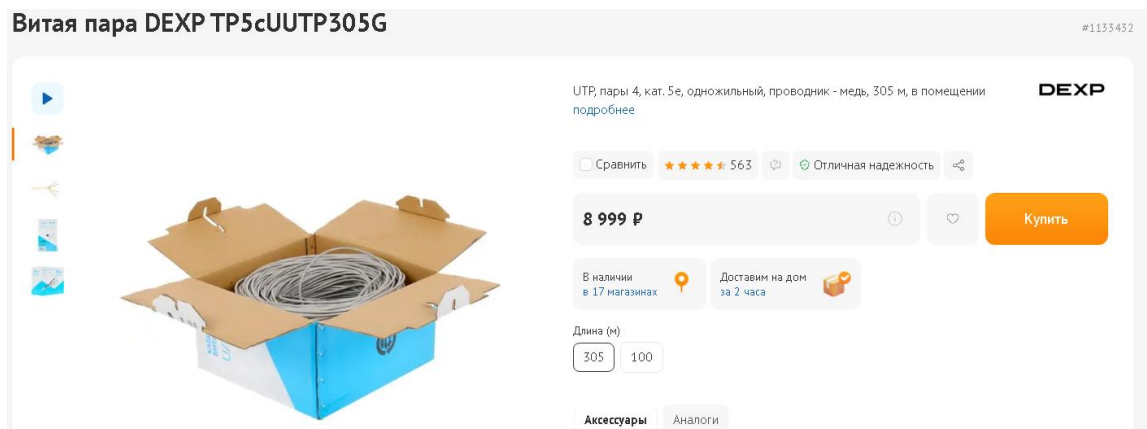 Витая пара DEXP TP5cUUTP305G
#1133432
UTP, пары 4, кат. 5e, одножильный, проводник - медь, 305 м, в помещении
подробнее
DEXP
Сравнить
563
Отличная надежность
8 999 ₽
Купить
В наличии
в 17 магазинах
Доставим на дом
за 2 часа
Длина (м)
305
100
Аксессуары
Аналоги